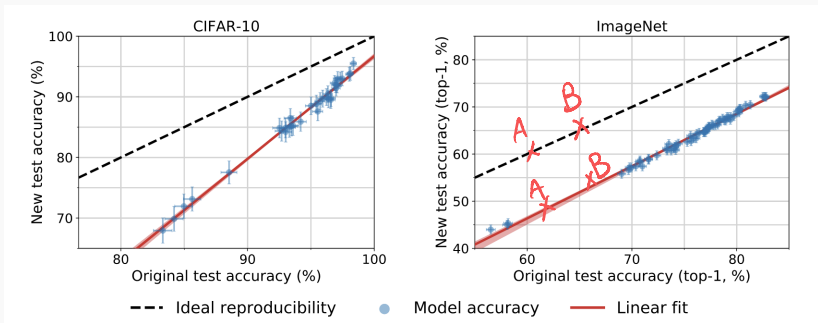 CIFAR-10
100
90
80
70
New test accuracy (%)
80
90
100
Original test accuracy (%)
ImageNet
80
70
60
50
40
New test accuracy (top-1, %)
60
70
80
Original test accuracy (top-1, %)
B
A
B
A
Ideal reproducibility
Model accuracy
Linear fit